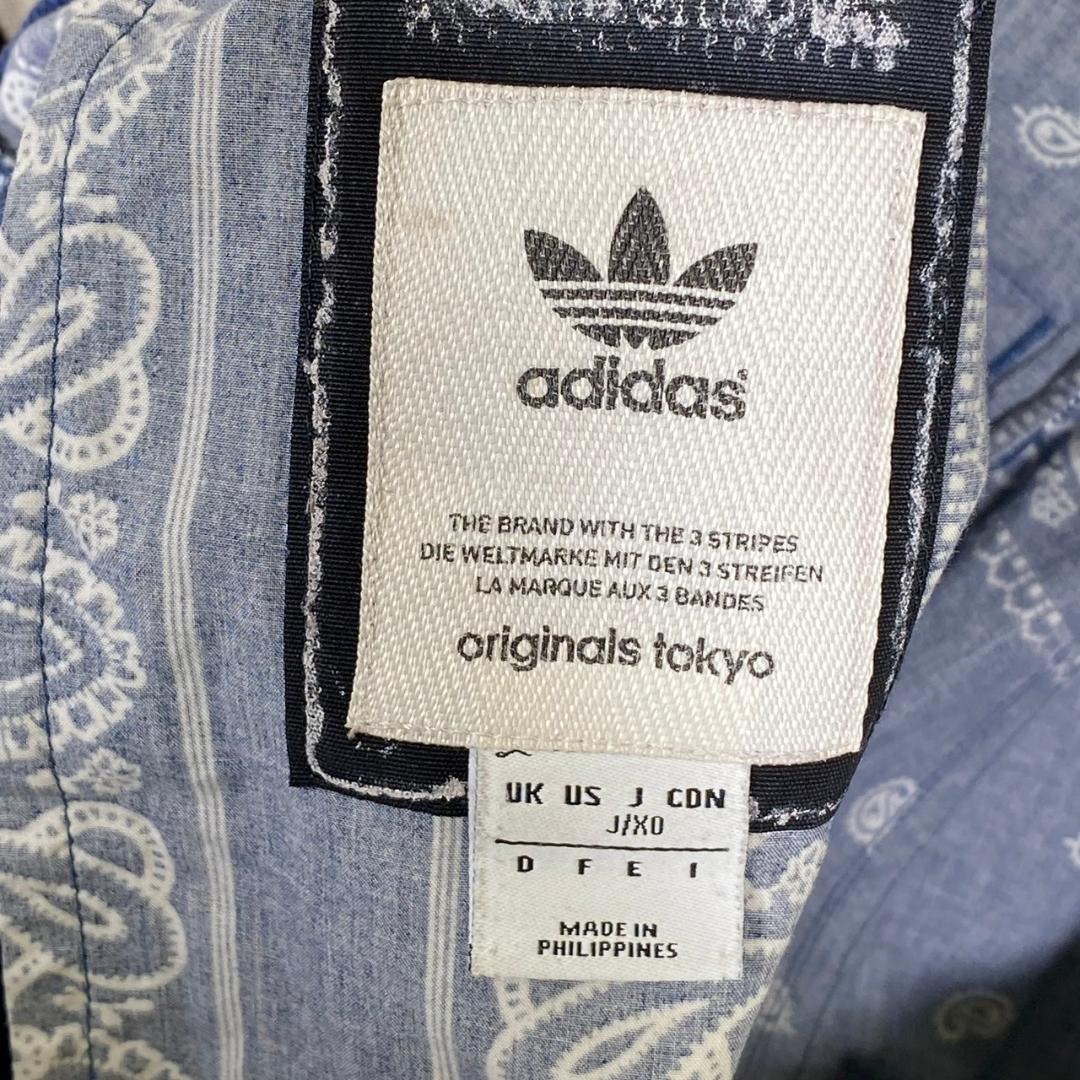 adidas
THE BRAND WITH THE 3 STRIPES
DIE WELTMARKE MIT DEN 3 STREIFEN
LA MARQUE AUX 3 BANDES
originals tokyo
UK US J CDN
J/XO
D F E I
MADE IN
PHILIPPINES